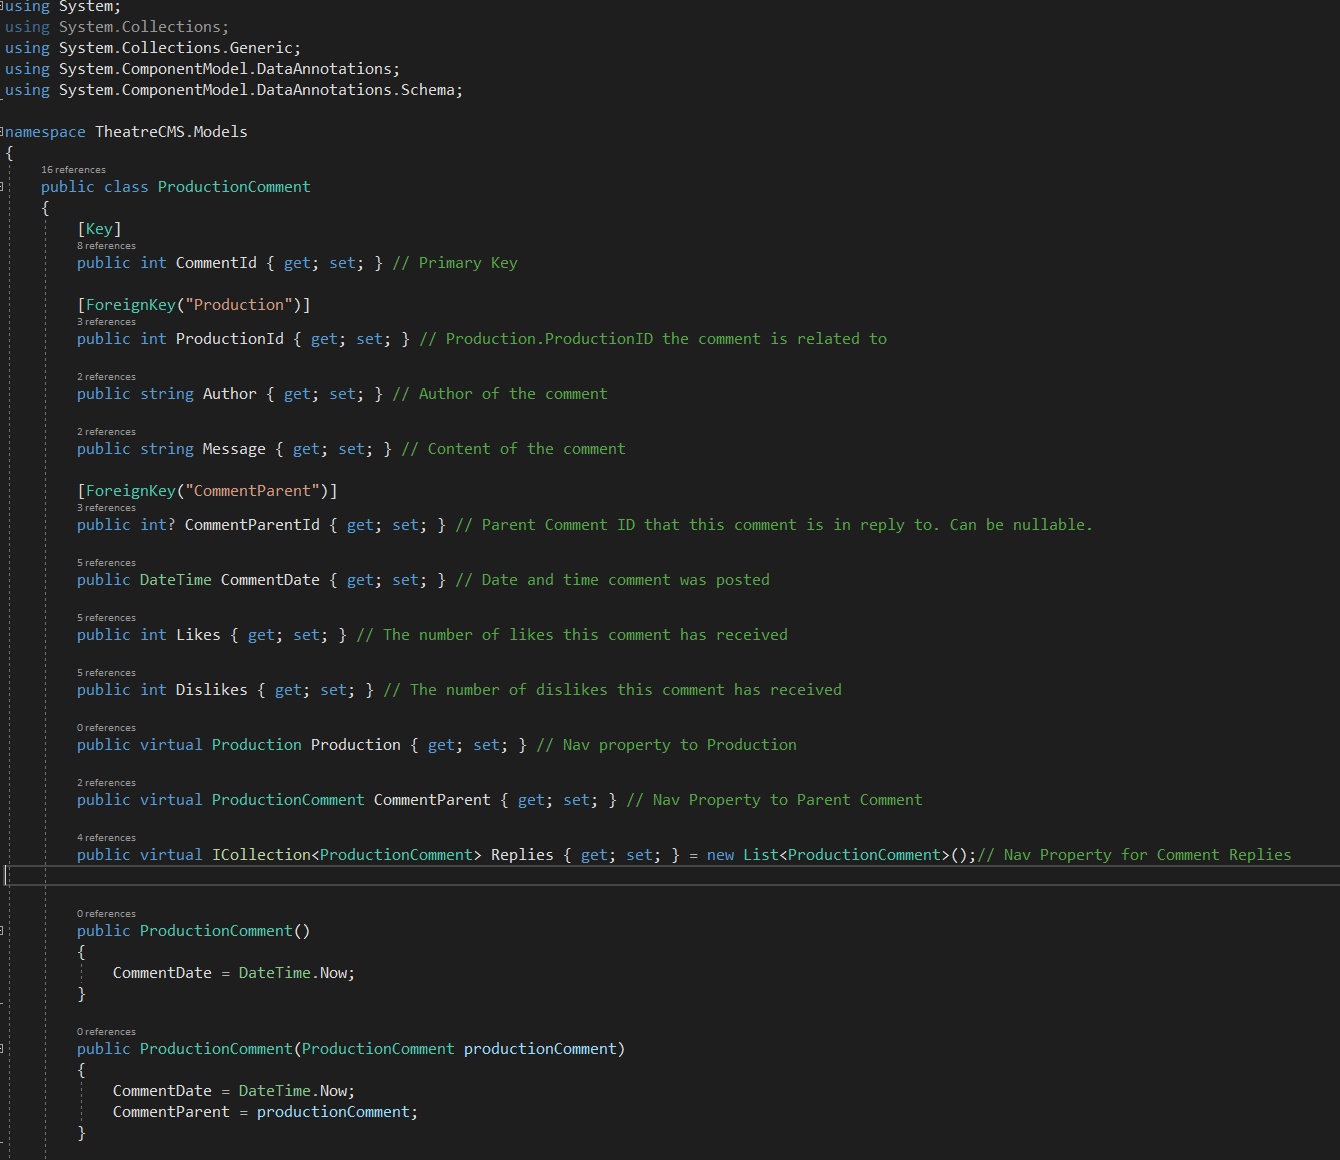 using System;
using System.Collections;
using System.Collections.Generic;
using System.ComponentModel.DataAnnotations;
using System.ComponentModel.DataAnnotations.Schema;
namespace TheatreCMS.Models
{
16 references
public class ProductionComment
{
[Key]
8 references
public int CommentId { get; set; } // Primary Key
[ForeignKey("Production")]
3 references
public int ProductionId { get; set; } // Production.ProductionID the comment is related to
2 references
public string Author { get; set; } // Author of the comment
2 references
public string Message { get; set; } // Content of the comment
[ForeignKey("CommentParent")]
3 references
public int? CommentParentId { get; set; } // Parent Comment ID that this comment is in reply to. Can be nullable.
5 references
public DateTime CommentDate { get; set; } // Date and time comment was posted
5 references
public int Likes { get; set; } // The number of likes this comment has received
5 references
public int Dislikes { get; set; } // The number of dislikes this comment has received
0 references
public virtual Production Production { get; set; } // Nav property to Production
2 references
public virtual ProductionComment CommentParent { get; set; } // Nav Property to Parent Comment
4 references
public virtual ICollection<ProductionComment> Replies { get; set; } = new List<ProductionComment>();// Nav Property for Comment Replies
0 references
public ProductionComment()
{
CommentDate = DateTime.Now;
}
0 references
public ProductionComment(ProductionComment productionComment)
{
CommentDate = DateTime.Now;
CommentParent = productionComment;
}